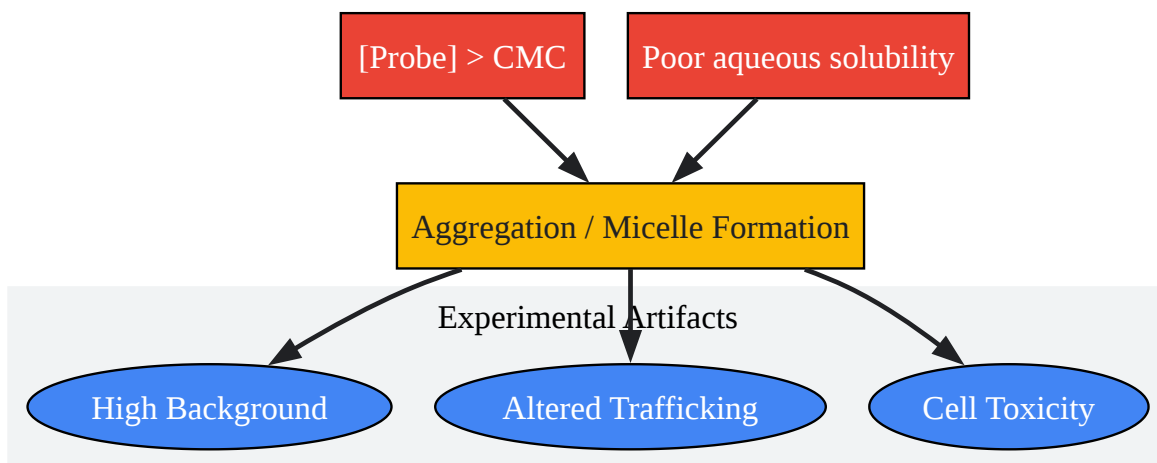 [Probe] > CMC
Poor aqueous solubility
Aggregation / Micelle Formation
Experimental Artifacts
High Background
Altered Trafficking
Cell Toxicity